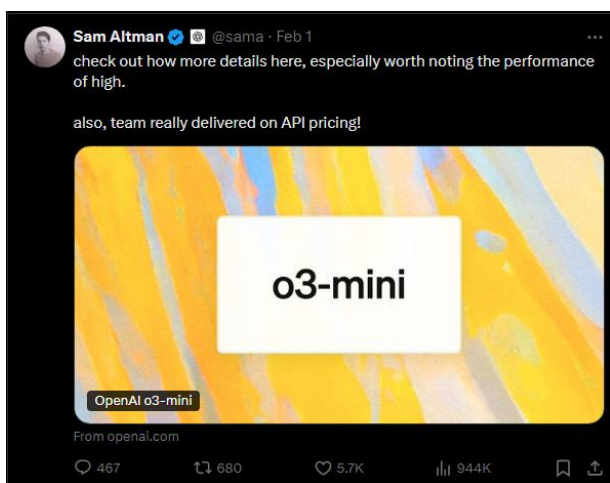 Sam Altman @sama · Feb 1
check out how more details here, especially worth noting the performance
of high.
also, team really delivered on API pricing!
o3-mini
OpenAI o3-mini
From openai.com
467 680 5.7K 944K